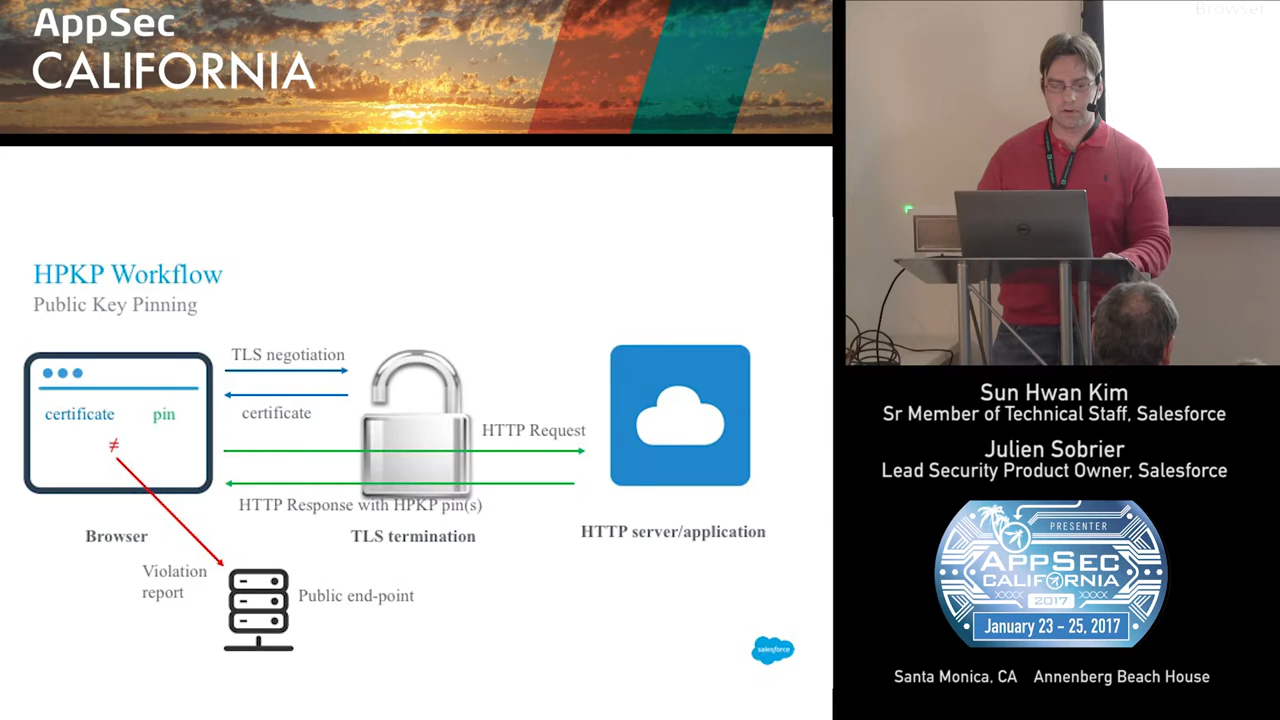 AppSec
CALIFORNIA
Browser
HPKP Workflow
Public Key Pinning
TLS negotiation
certificate
pin
≠
certificate
HTTP Request
HTTP Response with HPKP pin(s)
Browser
TLS termination
HTTP server/application
Violation
report
Public end-point
salesforce
DELL
Sun Hwan Kim
Sr Member of Technical Staff, Salesforce
Julien Sobrier
Lead Security Product Owner, Salesforce
PRESENTER
APPSEC
CALIFORNIA
2017
January 23 - 25, 2017
Santa Monica, CA Annenberg Beach House